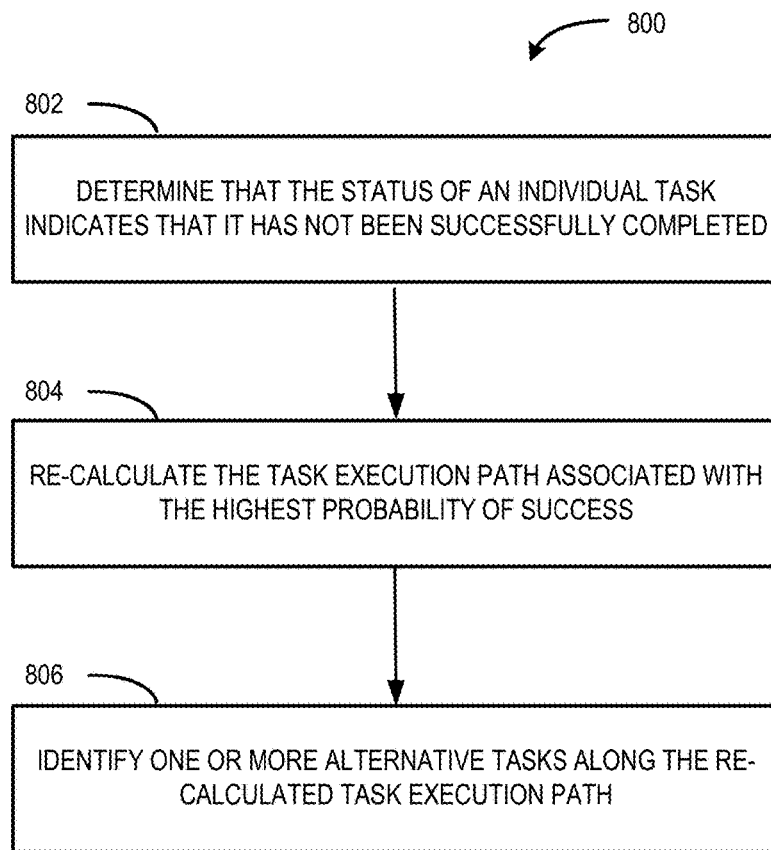 800
802
DETERMINE THAT THE STATUS OF AN INDIVIDUAL TASK
INDICATES THAT IT HAS NOT BEEN SUCCESSFULLY COMPLETED
804
RE-CALCULATE THE TASK EXECUTION PATH ASSOCIATED WITH
THE HIGHEST PROBABILITY OF SUCCESS
806
IDENTIFY ONE OR MORE ALTERNATIVE TASKS ALONG THE RE-
CALCULATED TASK EXECUTION PATH